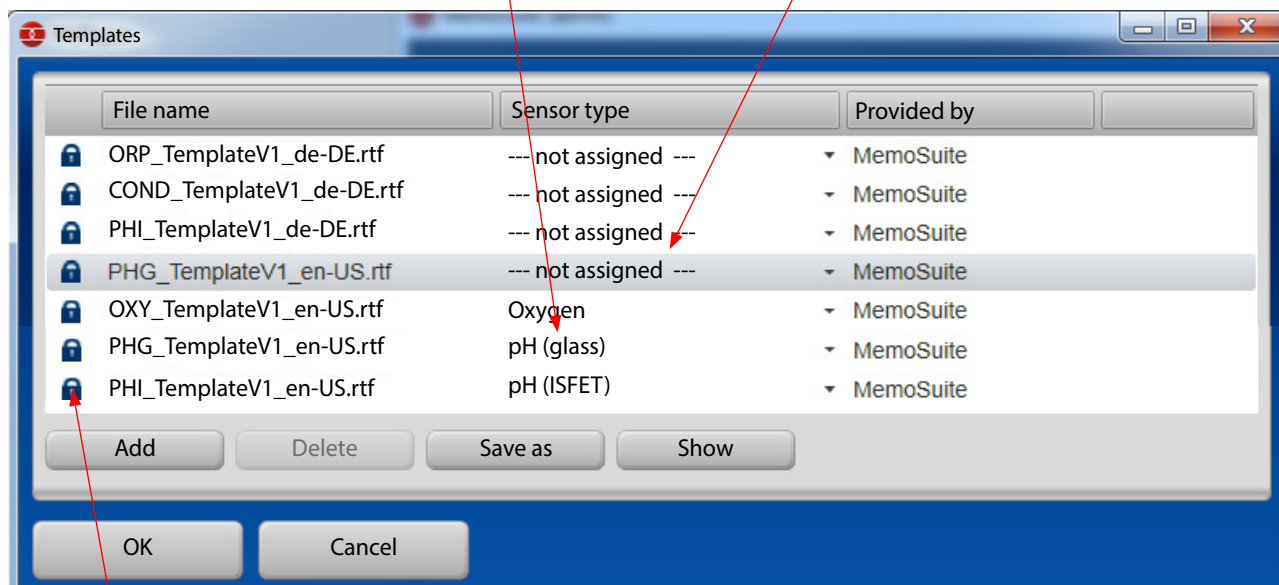 Templates
File name Sensor type Provided by
ORP_TemplateV1_de-DE.rtf --- not assigned --- MemoSuite
COND_TemplateV1_de-DE.rtf --- not assigned --- MemoSuite
PHI_TemplateV1_de-DE.rtf --- not assigned --- MemoSuite
PHG_TemplateV1_en-US.rtf --- not assigned --- MemoSuite
OXY_TemplateV1_en-US.rtf Oxygen MemoSuite
PHG_TemplateV1_en-US.rtf pH (glass) MemoSuite
PHI_TemplateV1_en-US.rtf pH (ISFET) MemoSuite
Add Delete Save as Show
OK Cancel